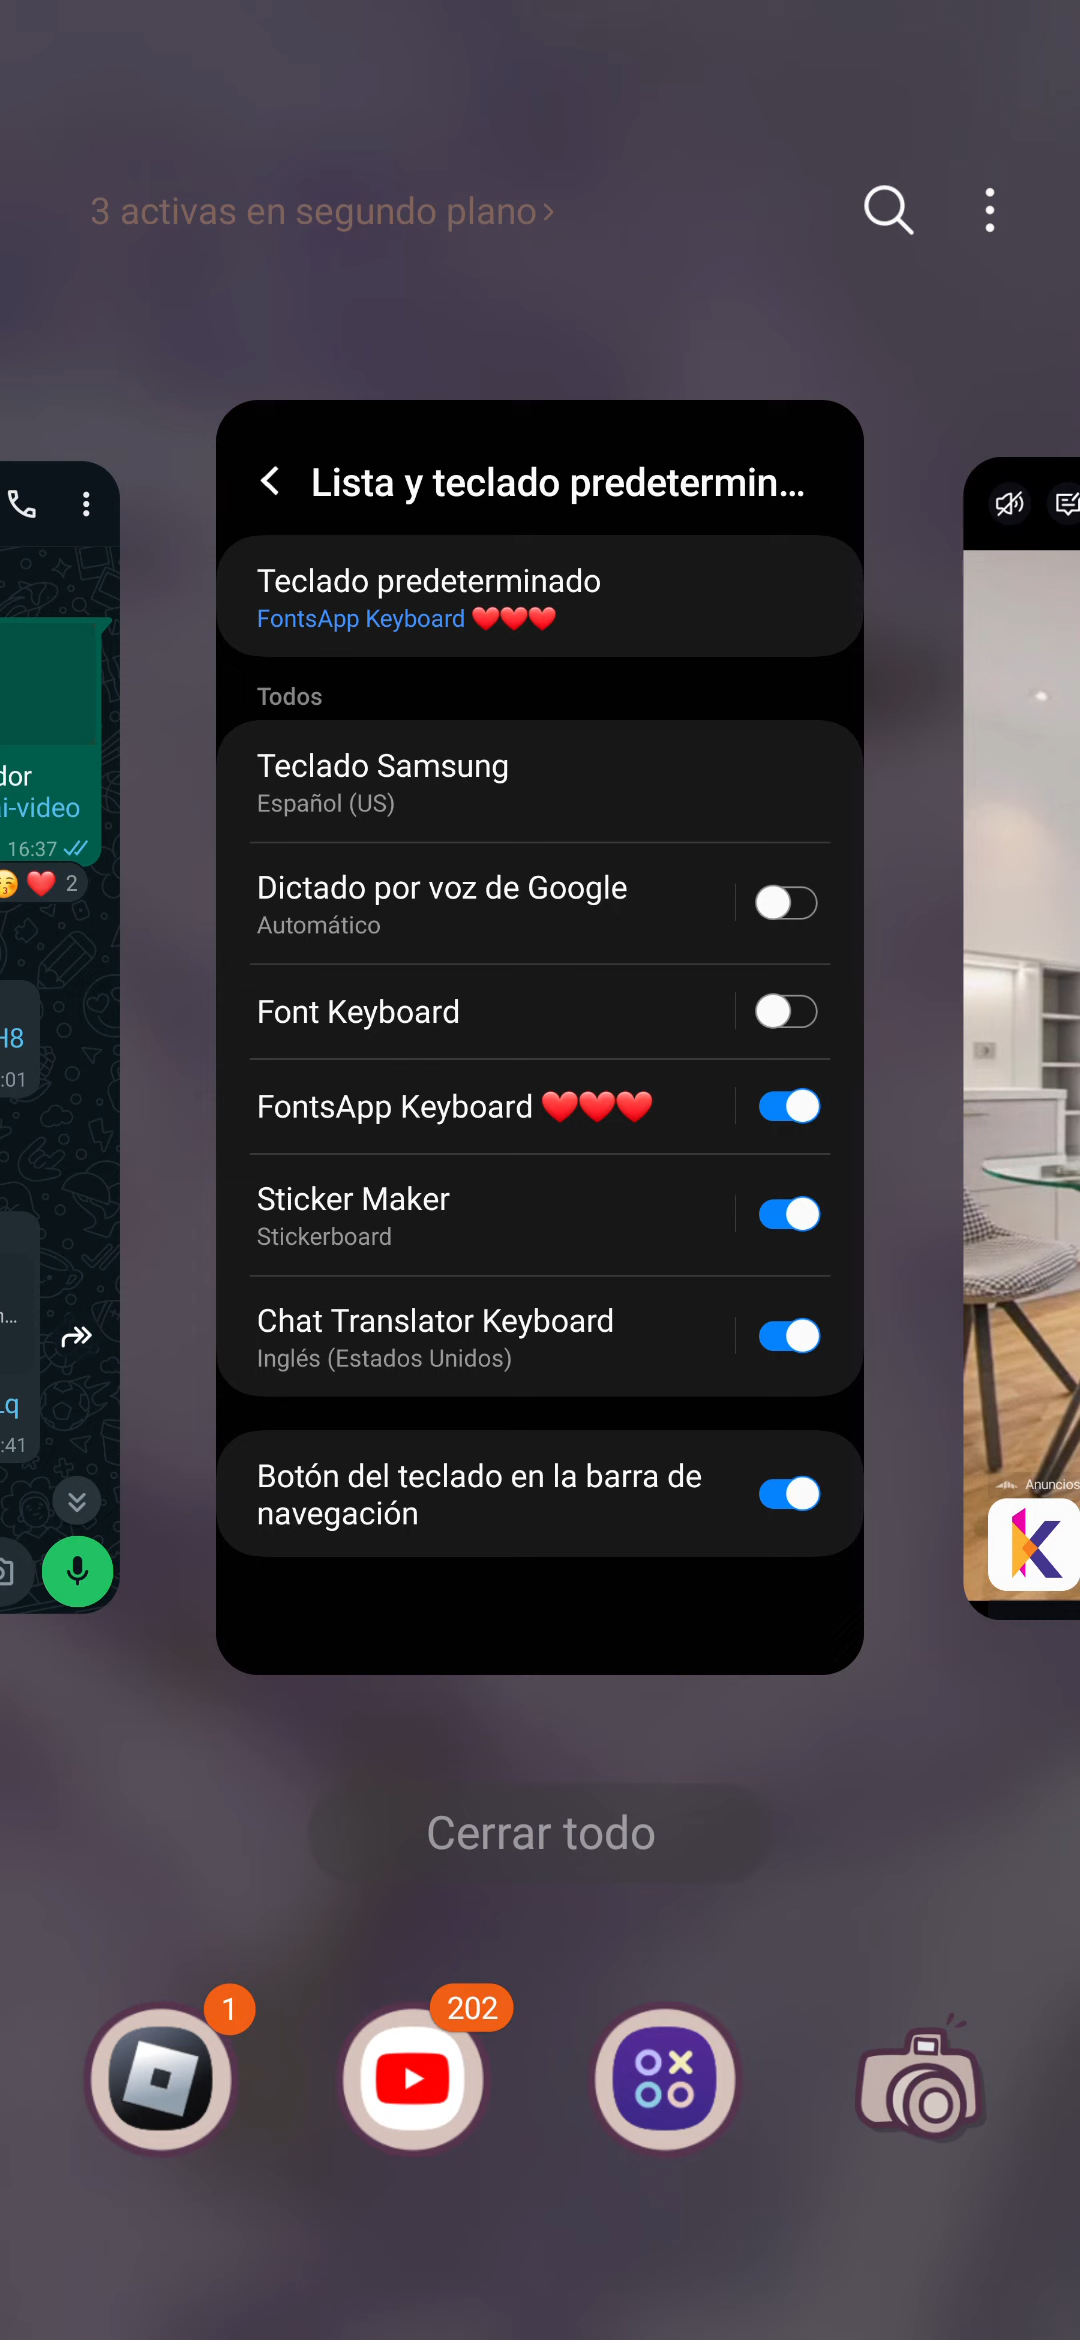 3 activas en segundo plano
Lista y teclado predetermin...
Teclado predeterminado
FontsApp Keyboard ❤️❤️❤️
Todos
Teclado Samsung
Español (US)
Dictado por voz de Google
Automático
Font Keyboard
FontsApp Keyboard ❤️❤️❤️
Sticker Maker
Stickerboard
Chat Translator Keyboard
Inglés (Estados Unidos)
Botón del teclado en la barra de
navegación
dor
i-video
16:37
2
H8
:01
n...
Lq
:41
Anuncios
Cerrar todo
1
202